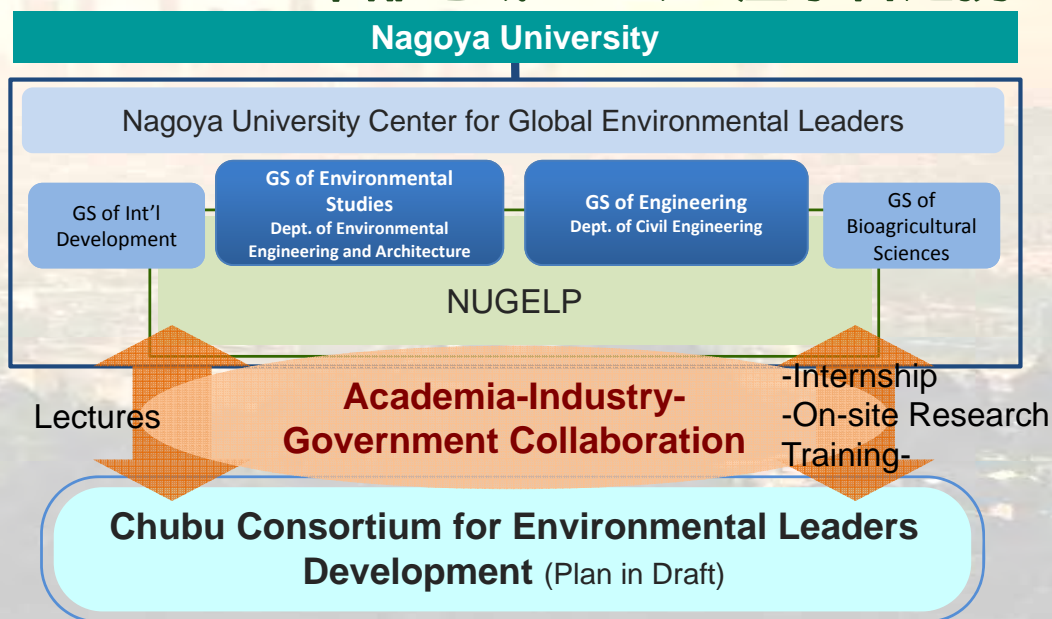 Nagoya University
Nagoya University Center for Global Environmental Leaders
GS of Int'l
Development
GS of Environmental
Studies
Dept. of Environmental
Engineering and Architecture
GS of Engineering
Dept. of Civil Engineering
GS of
Bioagricultural
Sciences
NUGELP
Lectures
Academia-Industry-
Government Collaboration
-Internship
-On-site Research
Training-
Chubu Consortium for Environmental Leaders
Development (Plan in Draft)